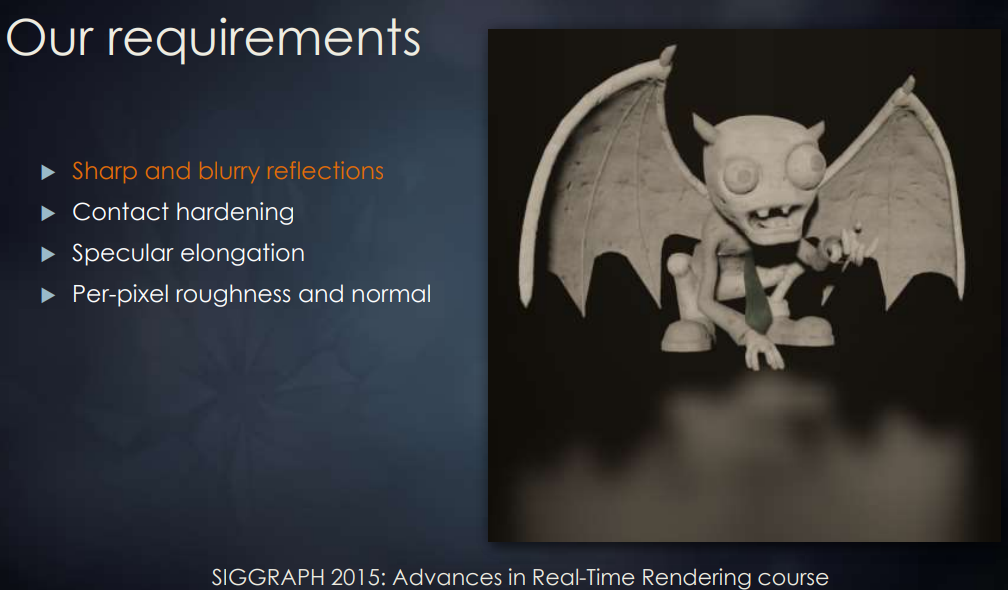 Our requirements
Sharp and blurry reflections
Contact hardening
Specular elongation
Per-pixel roughness and normal
SIGGRAPH 2015: Advances in Real-Time Rendering course